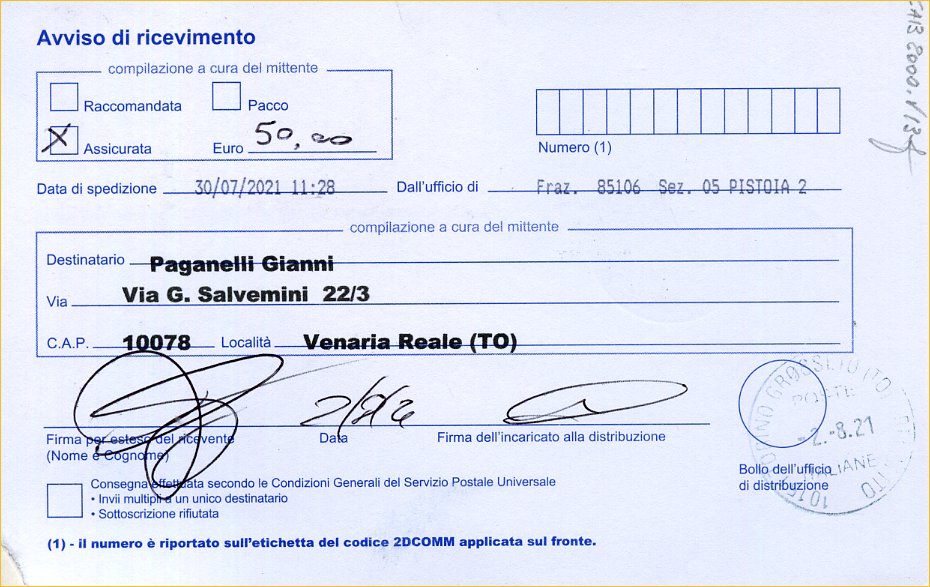 Avviso di ricevimento
compilazione a cura del mittente
Raccomandata Pacco
X Assicurata Euro 50,00
Numero (1)
Data di spedizione 30/07/2021 11:28 Dall'ufficio di Fraz. 85106 Sez. 05 PISTOIA 2
compilazione a cura del mittente
Destinatario Paganelli Gianni
Via Via G. Salvemini 22/3
C.A.P. 10078 Località Venaria Reale (TO)
Firma per esteso del ricevente Data Firma dell'incaricato alla distribuzione
(Nome e Cognome)
POSTE
-2.-8.21
ITALIANE
Bollo dell'ufficio
di distribuzione
Consegna effettuata secondo le Condizioni Generali del Servizio Postale Universale
• Invii multipli a un unico destinatario
• Sottoscrizione rifiutata
(1) - il numero è riportato sull'etichetta del codice 2DCOMM applicata sul fronte.